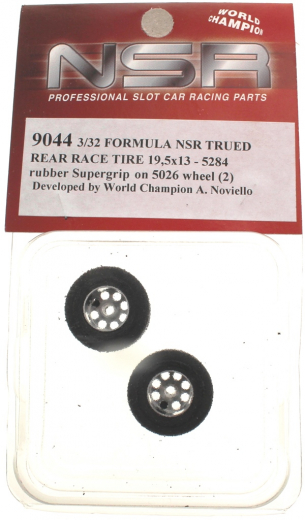 WORLD
CHAMPION
NSR
PROFESSIONAL SLOT CAR RACING PARTS
9044 3/32 FORMULA NSR TRUED
REAR RACE TIRE 19,5x13 - 5284
rubber Supergrip on 5026 wheel (2)
Developed by World Champion A. Noviello